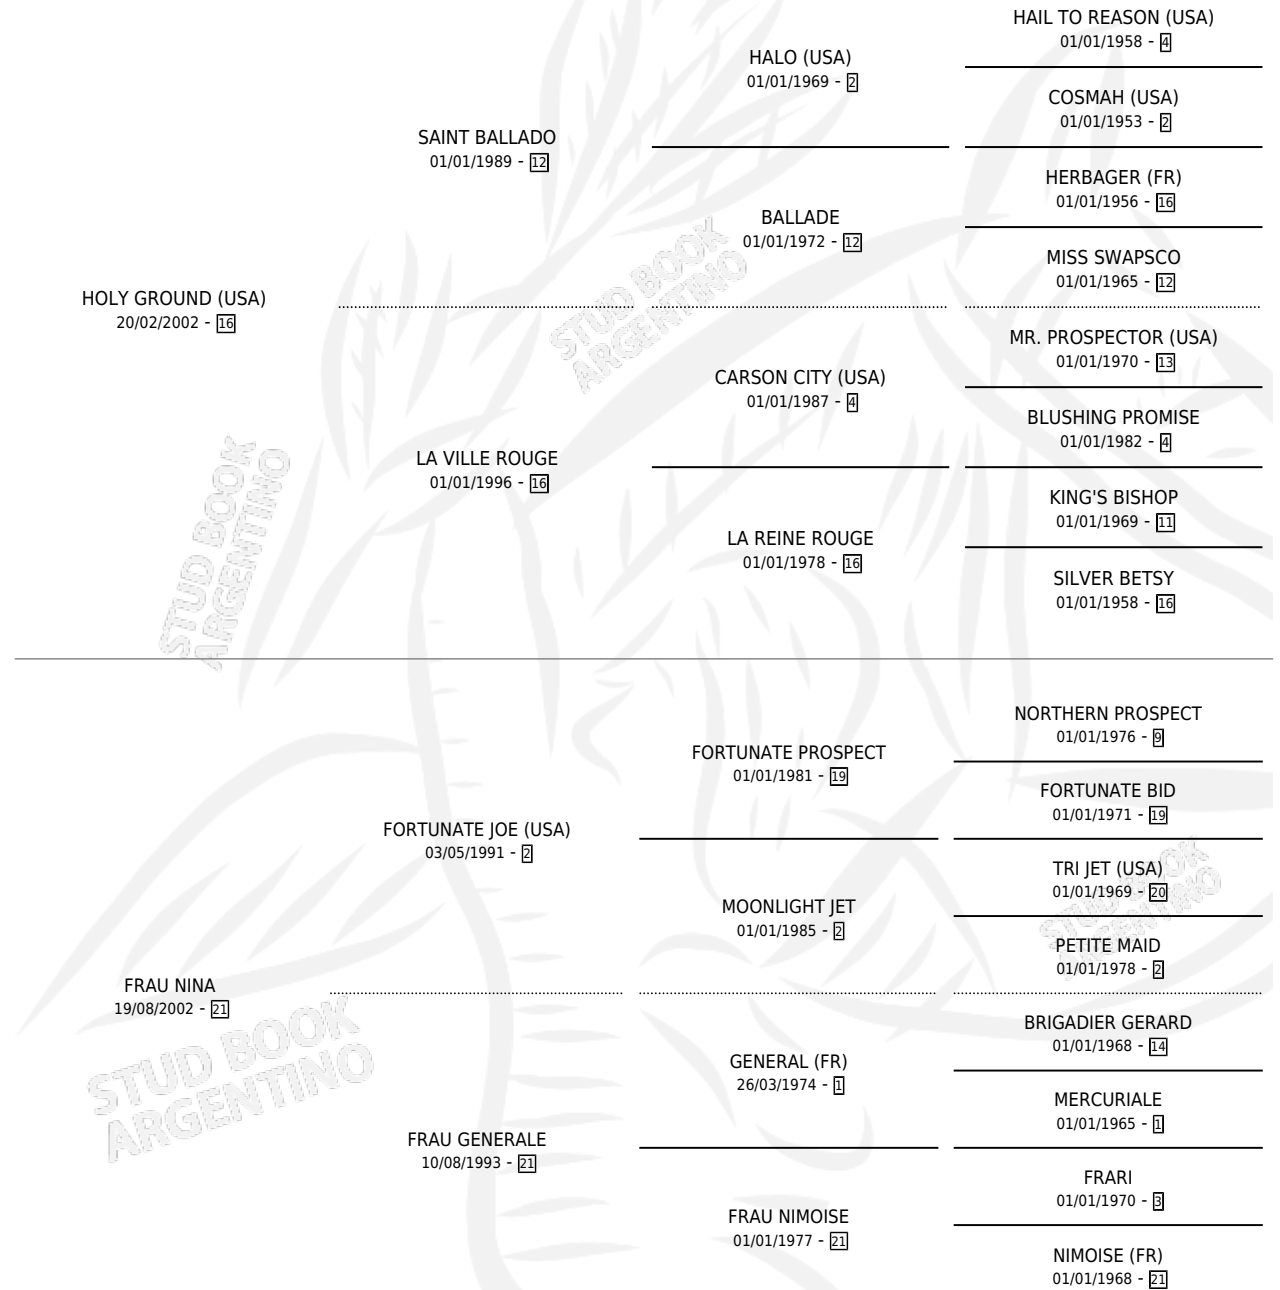 HAIL TO REASON (USA)
01/01/1958 - 4
HALO (USA)
01/01/1969 - 2
COSMAH (USA)
01/01/1953 - 2
SAINT BALLADO
01/01/1989 - 12
HERBAGER (FR)
01/01/1956 - 16
BALLADE
01/01/1972 - 12
MISS SWAPSCO
01/01/1965 - 12
HOLY GROUND (USA)
20/02/2002 - 16
STUD BOOK
ARGENTINO
MR. PROSPECTOR (USA)
01/01/1970 - 13
CARSON CITY (USA)
01/01/1987 - 4
BLUSHING PROMISE
01/01/1982 - 4
LA VILLE ROUGE
01/01/1996 - 16
KING'S BISHOP
01/01/1969 - 11
LA REINE ROUGE
01/01/1978 - 16
SILVER BETSY
01/01/1958 - 16
STUD BOOK
ARGENTINO
NORTHERN PROSPECT
01/01/1976 - 9
FORTUNATE PROSPECT
01/01/1981 - 19
FORTUNATE BID
01/01/1971 - 19
FORTUNATE JOE (USA)
03/05/1991 - 2
TRI JET (USA)
01/01/1969 - 20
MOONLIGHT JET
01/01/1985 - 2
STUD BOOK
ARGENTINO
PETITE MAID
01/01/1978 - 2
FRAU NINA
19/08/2002 - 21
BRIGADIER GERARD
01/01/1968 - 14
GENERAL (FR)
26/03/1974 - 1
STUD BOOK
ARGENTINO
MERCURIALE
01/01/1965 - 1
FRAU GENERALE
10/08/1993 - 21
FRARI
01/01/1970 - 3
FRAU NIMOISE
01/01/1977 - 21
NIMOISE (FR)
01/01/1968 - 21